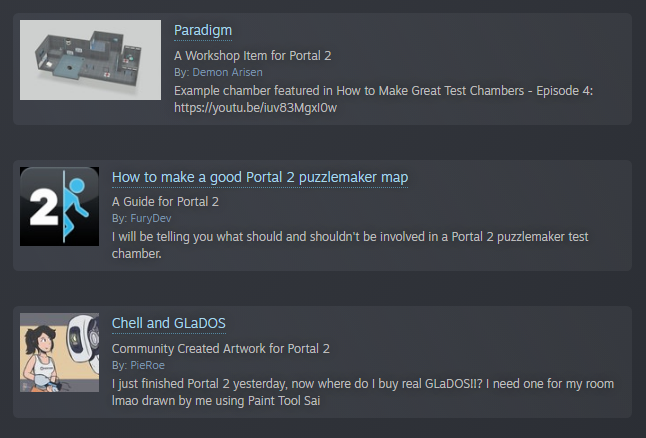 Paradigm
A Workshop Item for Portal 2
By: Demon Arisen
Example chamber featured in How to Make Great Test Chambers - Episode 4:
https://youtu.be/iuv83MgxI0w
2
How to make a good Portal 2 puzzlemaker map
A Guide for Portal 2
By: FuryDev
I will be telling you what should and shouldn't be involved in a Portal 2 puzzlemaker test
chamber.
Chell and GLaDOS
Community Created Artwork for Portal 2
By: PieRoe
I just finished Portal 2 yesterday, now where do I buy real GLaDOS!!? I need one for my room
lmao drawn by me using Paint Tool Sai